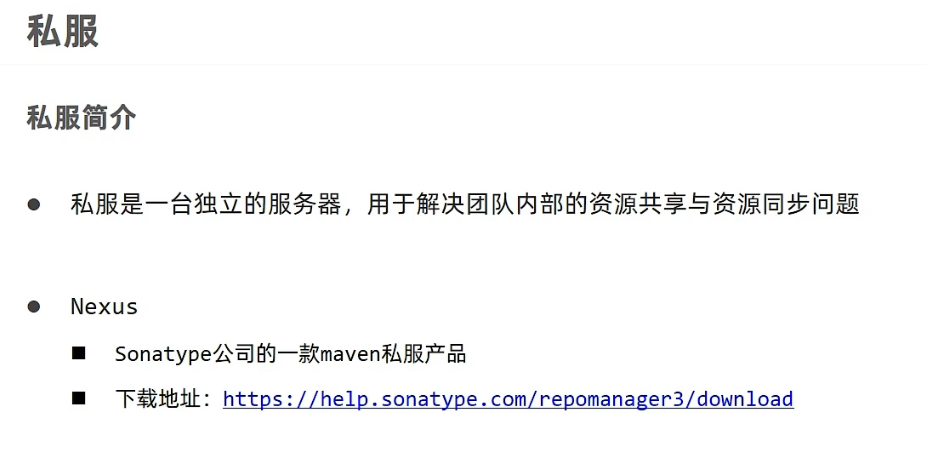 私服
私服简介
私服是一台独立的服务器，用于解决团队内部的资源共享与资源同步问题
Nexus
Sonatype公司的一款maven私服产品
下载地址：https://help.sonatype.com/repomanager3/download